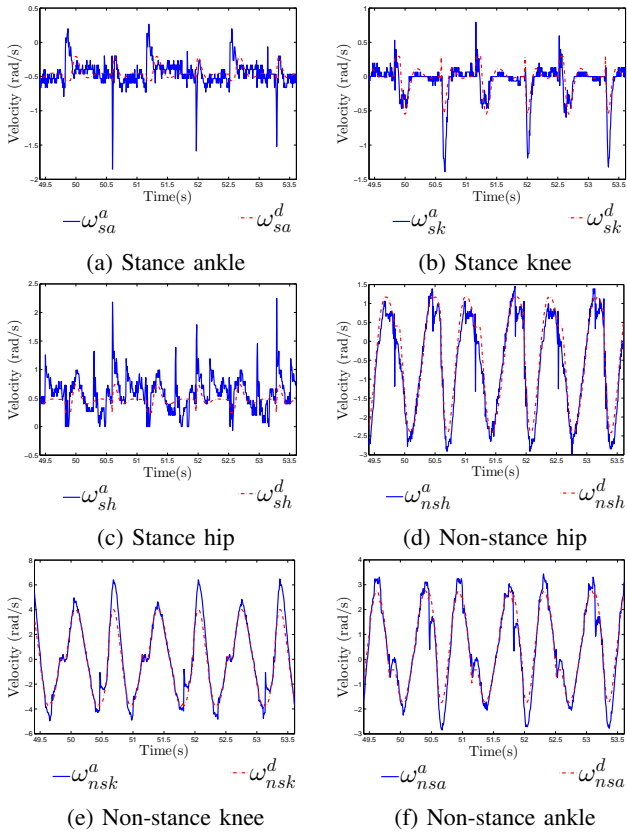 0.5
0
−0.5
−1
−1.5
−2
Velocity (rad/s)
49.5 50 50.5 51 51.5 52 52.5 53 53.5
Time(s)
ω^a_sa ω^d_sa
(a) Stance ankle
1
0.5
0
−0.5
−1
−1.5
Velocity (rad/s)
49.5 50 50.5 51 51.5 52 52.5 53 53.5
Time(s)
ω^a_sk ω^d_sk
(b) Stance knee
2.5
2
1.5
1
0.5
0
−0.5
Velocity (rad/s)
49.5 50 50.5 51 51.5 52 52.5 53 53.5
Time(s)
ω^a_sh ω^d_sh
(c) Stance hip
1.5
1
0.5
0
−0.5
−1
−1.5
−2
−2.5
−3
Velocity (rad/s)
49.5 50 50.5 51 51.5 52 52.5 53 53.5
Time(s)
ω^a_nsh ω^d_nsh
(d) Non-stance hip
8
6
4
2
0
−2
−4
−6
Velocity (rad/s)
49.5 50 50.5 51 51.5 52 52.5 53 53.5
Time(s)
ω^a_nsk ω^d_nsk
(e) Non-stance knee
4
3
2
1
0
−1
−2
−3
Velocity (rad/s)
49.5 50 50.5 51 51.5 52 52.5 53 53.5
Time(s)
ω^a_nsa ω^d_nsa
(f) Non-stance ankle